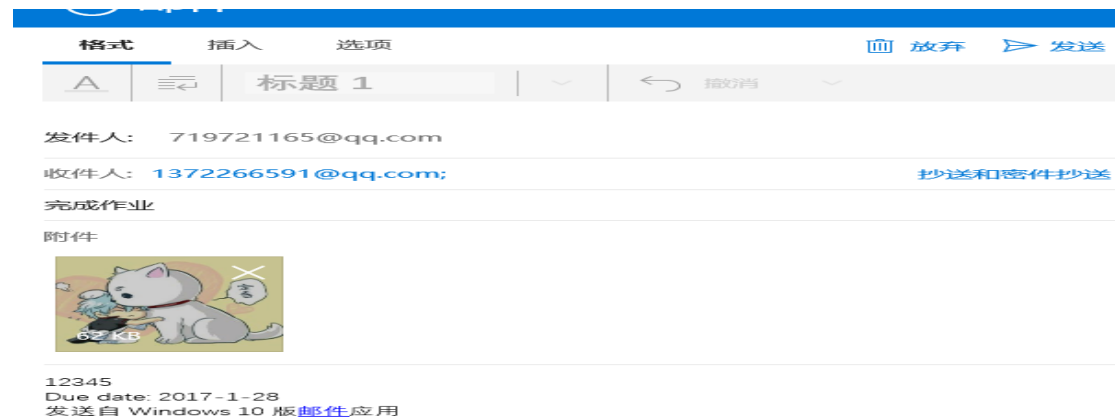 格式 插入 选项 放弃 发送
A 标题 1 撤消
发件人: 719721165@qq.com
收件人: 1372266591@qq.com; 抄送和密件抄送
完成作业
附件
62 KB
12345
Due date: 2017-1-28
发送自 Windows 10 版邮件应用